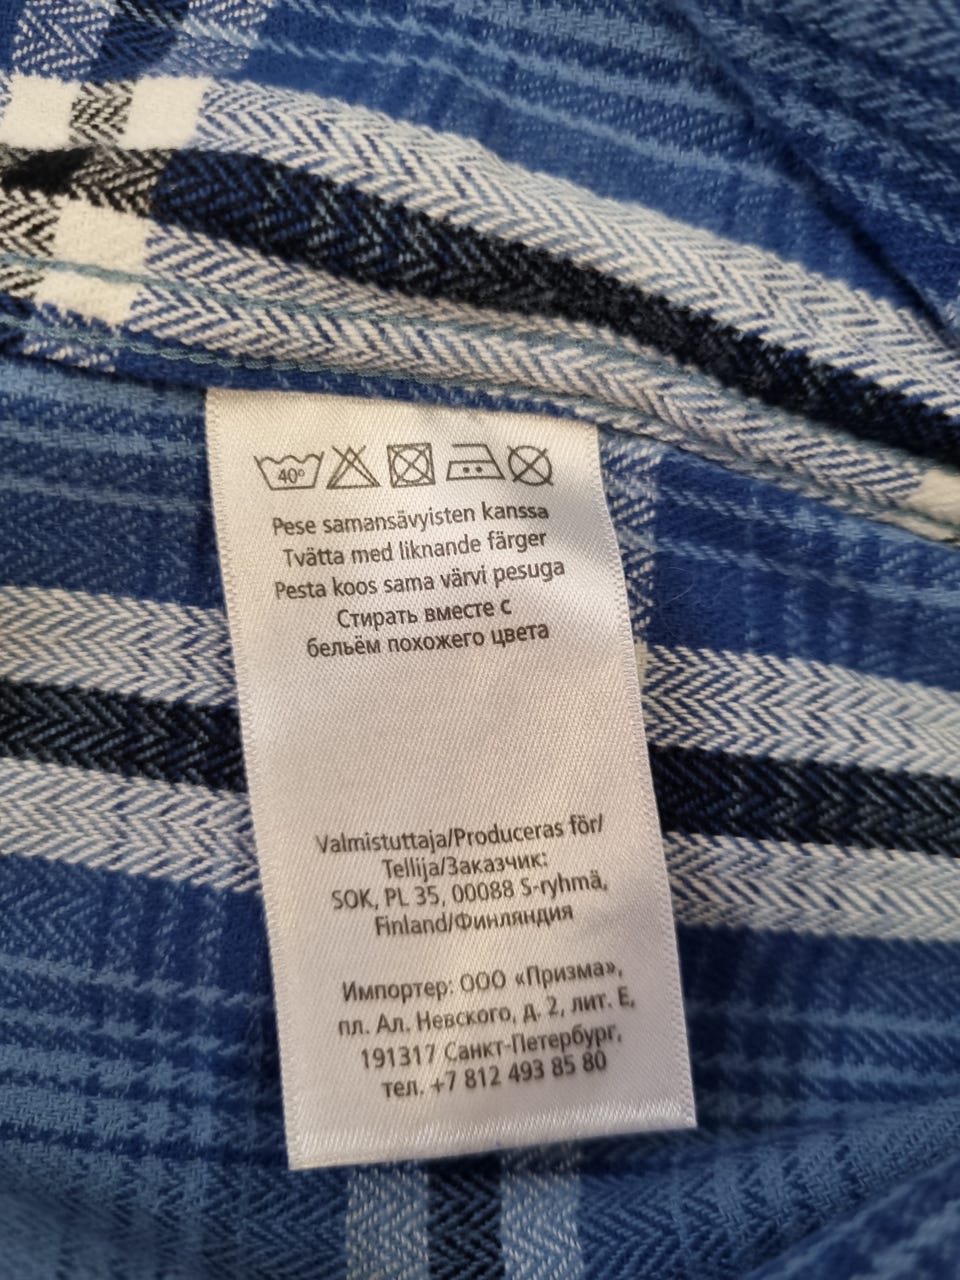 40°
Pese samansävyisten kanssa
Tvätta med liknande färger
Pesta koos sama värvi pesuga
Стирать вместе с
бельём похожего цвета
Valmistuttaja/Produceras för/
Tellija/Заказчик:
SOK, PL 35, 00088 S-ryhmä,
Finland/Финляндия
Импортер: ООО «Призма»,
пл. Ал. Невского, д. 2, лит. Е,
191317 Санкт-Петербург,
тел. +7 812 493 85 80